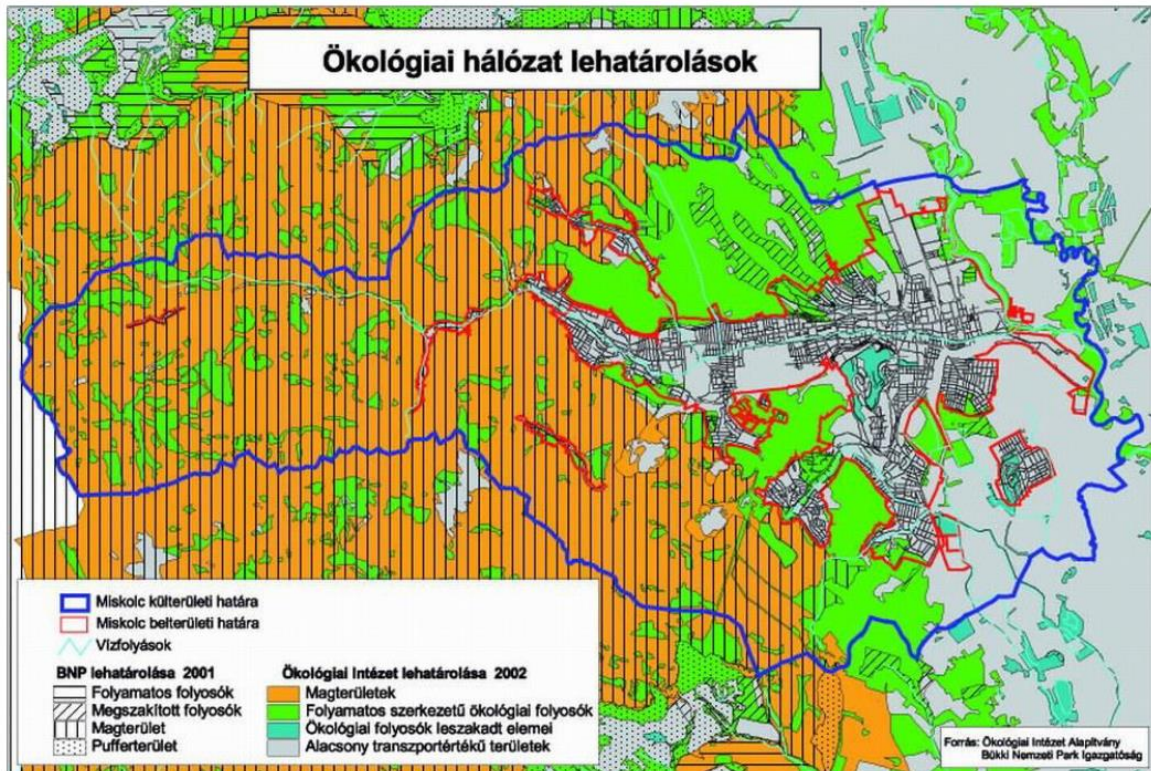 Ökológiai hálózat lehatárolások
Miskolc külterületi határa
Miskolc belterületi határa
Vízfolyások
BNP lehatárolása 2001
Folyamatos folyosók
Megszakított folyosók
Magterület
Pufferterület
Ökológiai Intézet lehatárolása 2002
Magterületek
Folyamatos szerkezetű ökológiai folyosók
Ökológiai folyosók leszakadt elemei
Alacsony transzportértékű területek
Forrás: Ökológiai Intézet Alapítvány
Bükki Nemzeti Park Igazgatóság